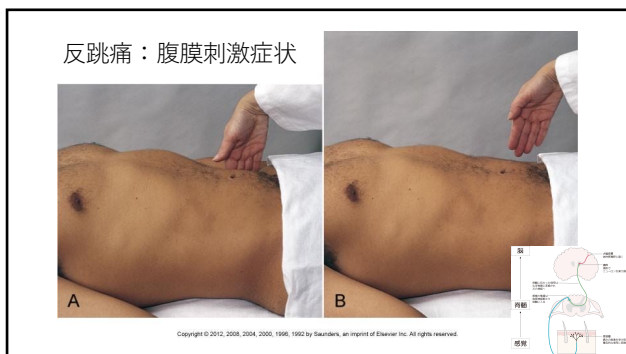 反跳痛：腹膜刺激症状
A
B
Copyright © 2012, 2008, 2004, 2000, 1996, 1992 by Saunders, an imprint of Elsevier Inc. All rights reserved.
脳
脊髄
感覚